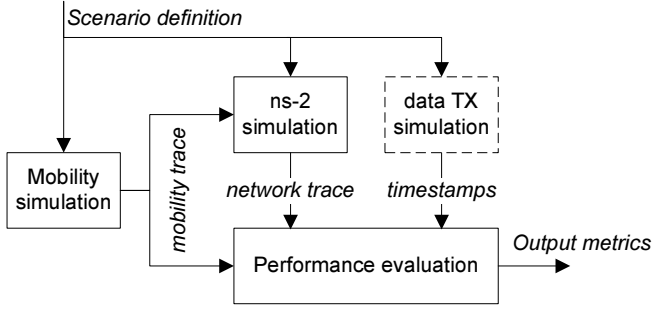 Scenario definition
ns-2
simulation
data TX
simulation
Mobility
simulation
mobility trace
network trace
timestamps
Performance evaluation
Output metrics